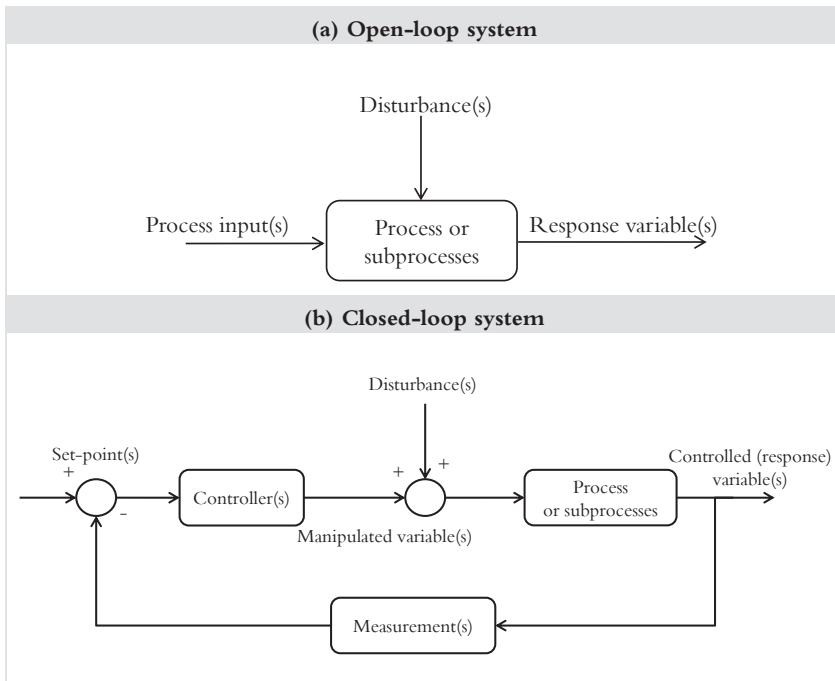 (a) Open-loop system
Disturbance(s)
Process input(s)
Process or
subprocesses
Response variable(s)
(b) Closed-loop system
Disturbance(s)
Set-point(s)
+
-
Controller(s)
Manipulated variable(s)
+
+
Process
or subprocesses
Controlled (response)
variable(s)
Measurement(s)